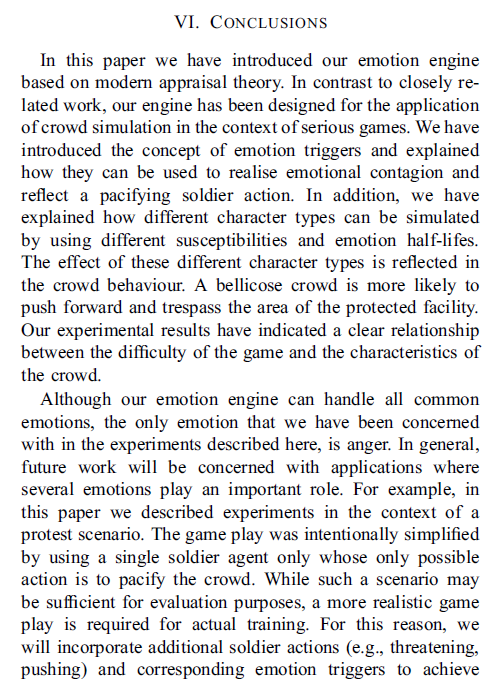 VI. CONCLUSIONS
In this paper we have introduced our emotion engine
based on modern appraisal theory. In contrast to closely re-
lated work, our engine has been designed for the application
of crowd simulation in the context of serious games. We have
introduced the concept of emotion triggers and explained
how they can be used to realise emotional contagion and
reflect a pacifying soldier action. In addition, we have
explained how different character types can be simulated
by using different susceptibilities and emotion half-lifes.
The effect of these different character types is reflected in
the crowd behaviour. A bellicose crowd is more likely to
push forward and trespass the area of the protected facility.
Our experimental results have indicated a clear relationship
between the difficulty of the game and the characteristics of
the crowd.
Although our emotion engine can handle all common
emotions, the only emotion that we have been concerned
with in the experiments described here, is anger. In general,
future work will be concerned with applications where
several emotions play an important role. For example, in
this paper we described experiments in the context of a
protest scenario. The game play was intentionally simplified
by using a single soldier agent only whose only possible
action is to pacify the crowd. While such a scenario may
be sufficient for evaluation purposes, a more realistic game
play is required for actual training. For this reason, we
will incorporate additional soldier actions (e.g., threatening,
pushing) and corresponding emotion triggers to achieve